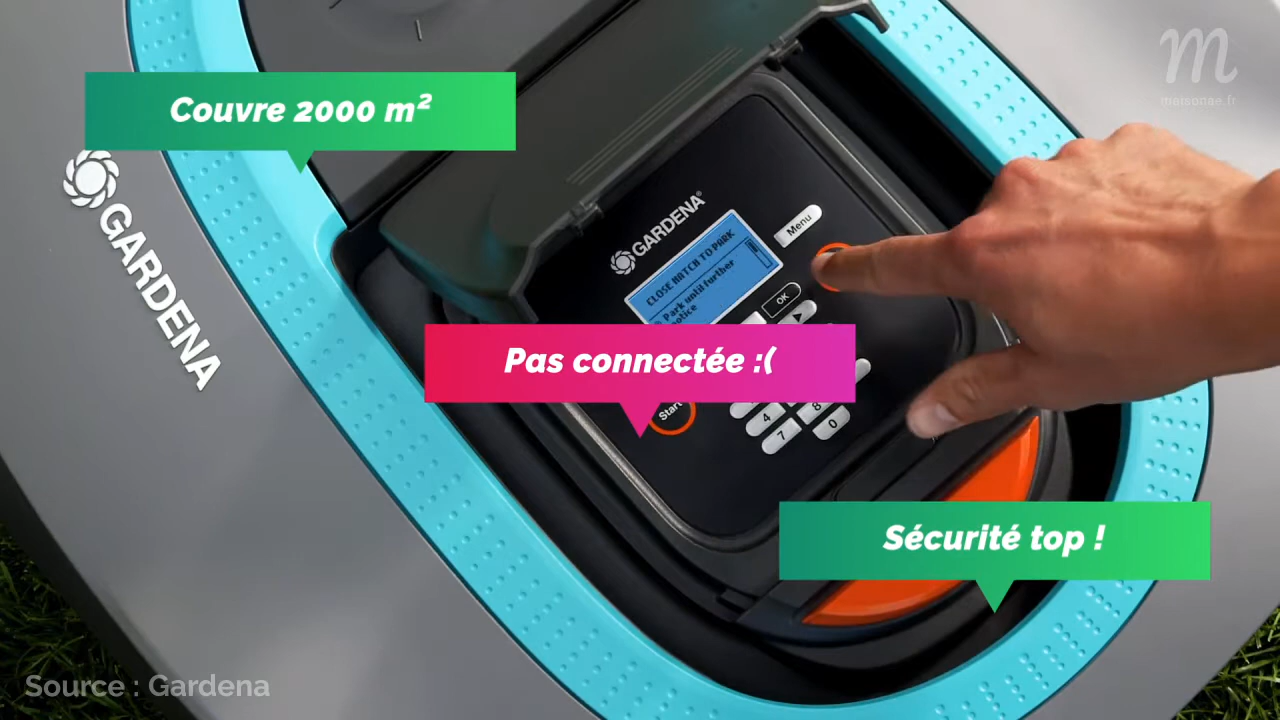 m
maisonae.fr
Couvre 2000 m²
GARDENA
GARDENA®
Menu
CLOSE HATCH TO PARK
Park until further
notice
OK
Pas connectée :(
Start
4
8
7
0
Sécurité top !
Source : Gardena